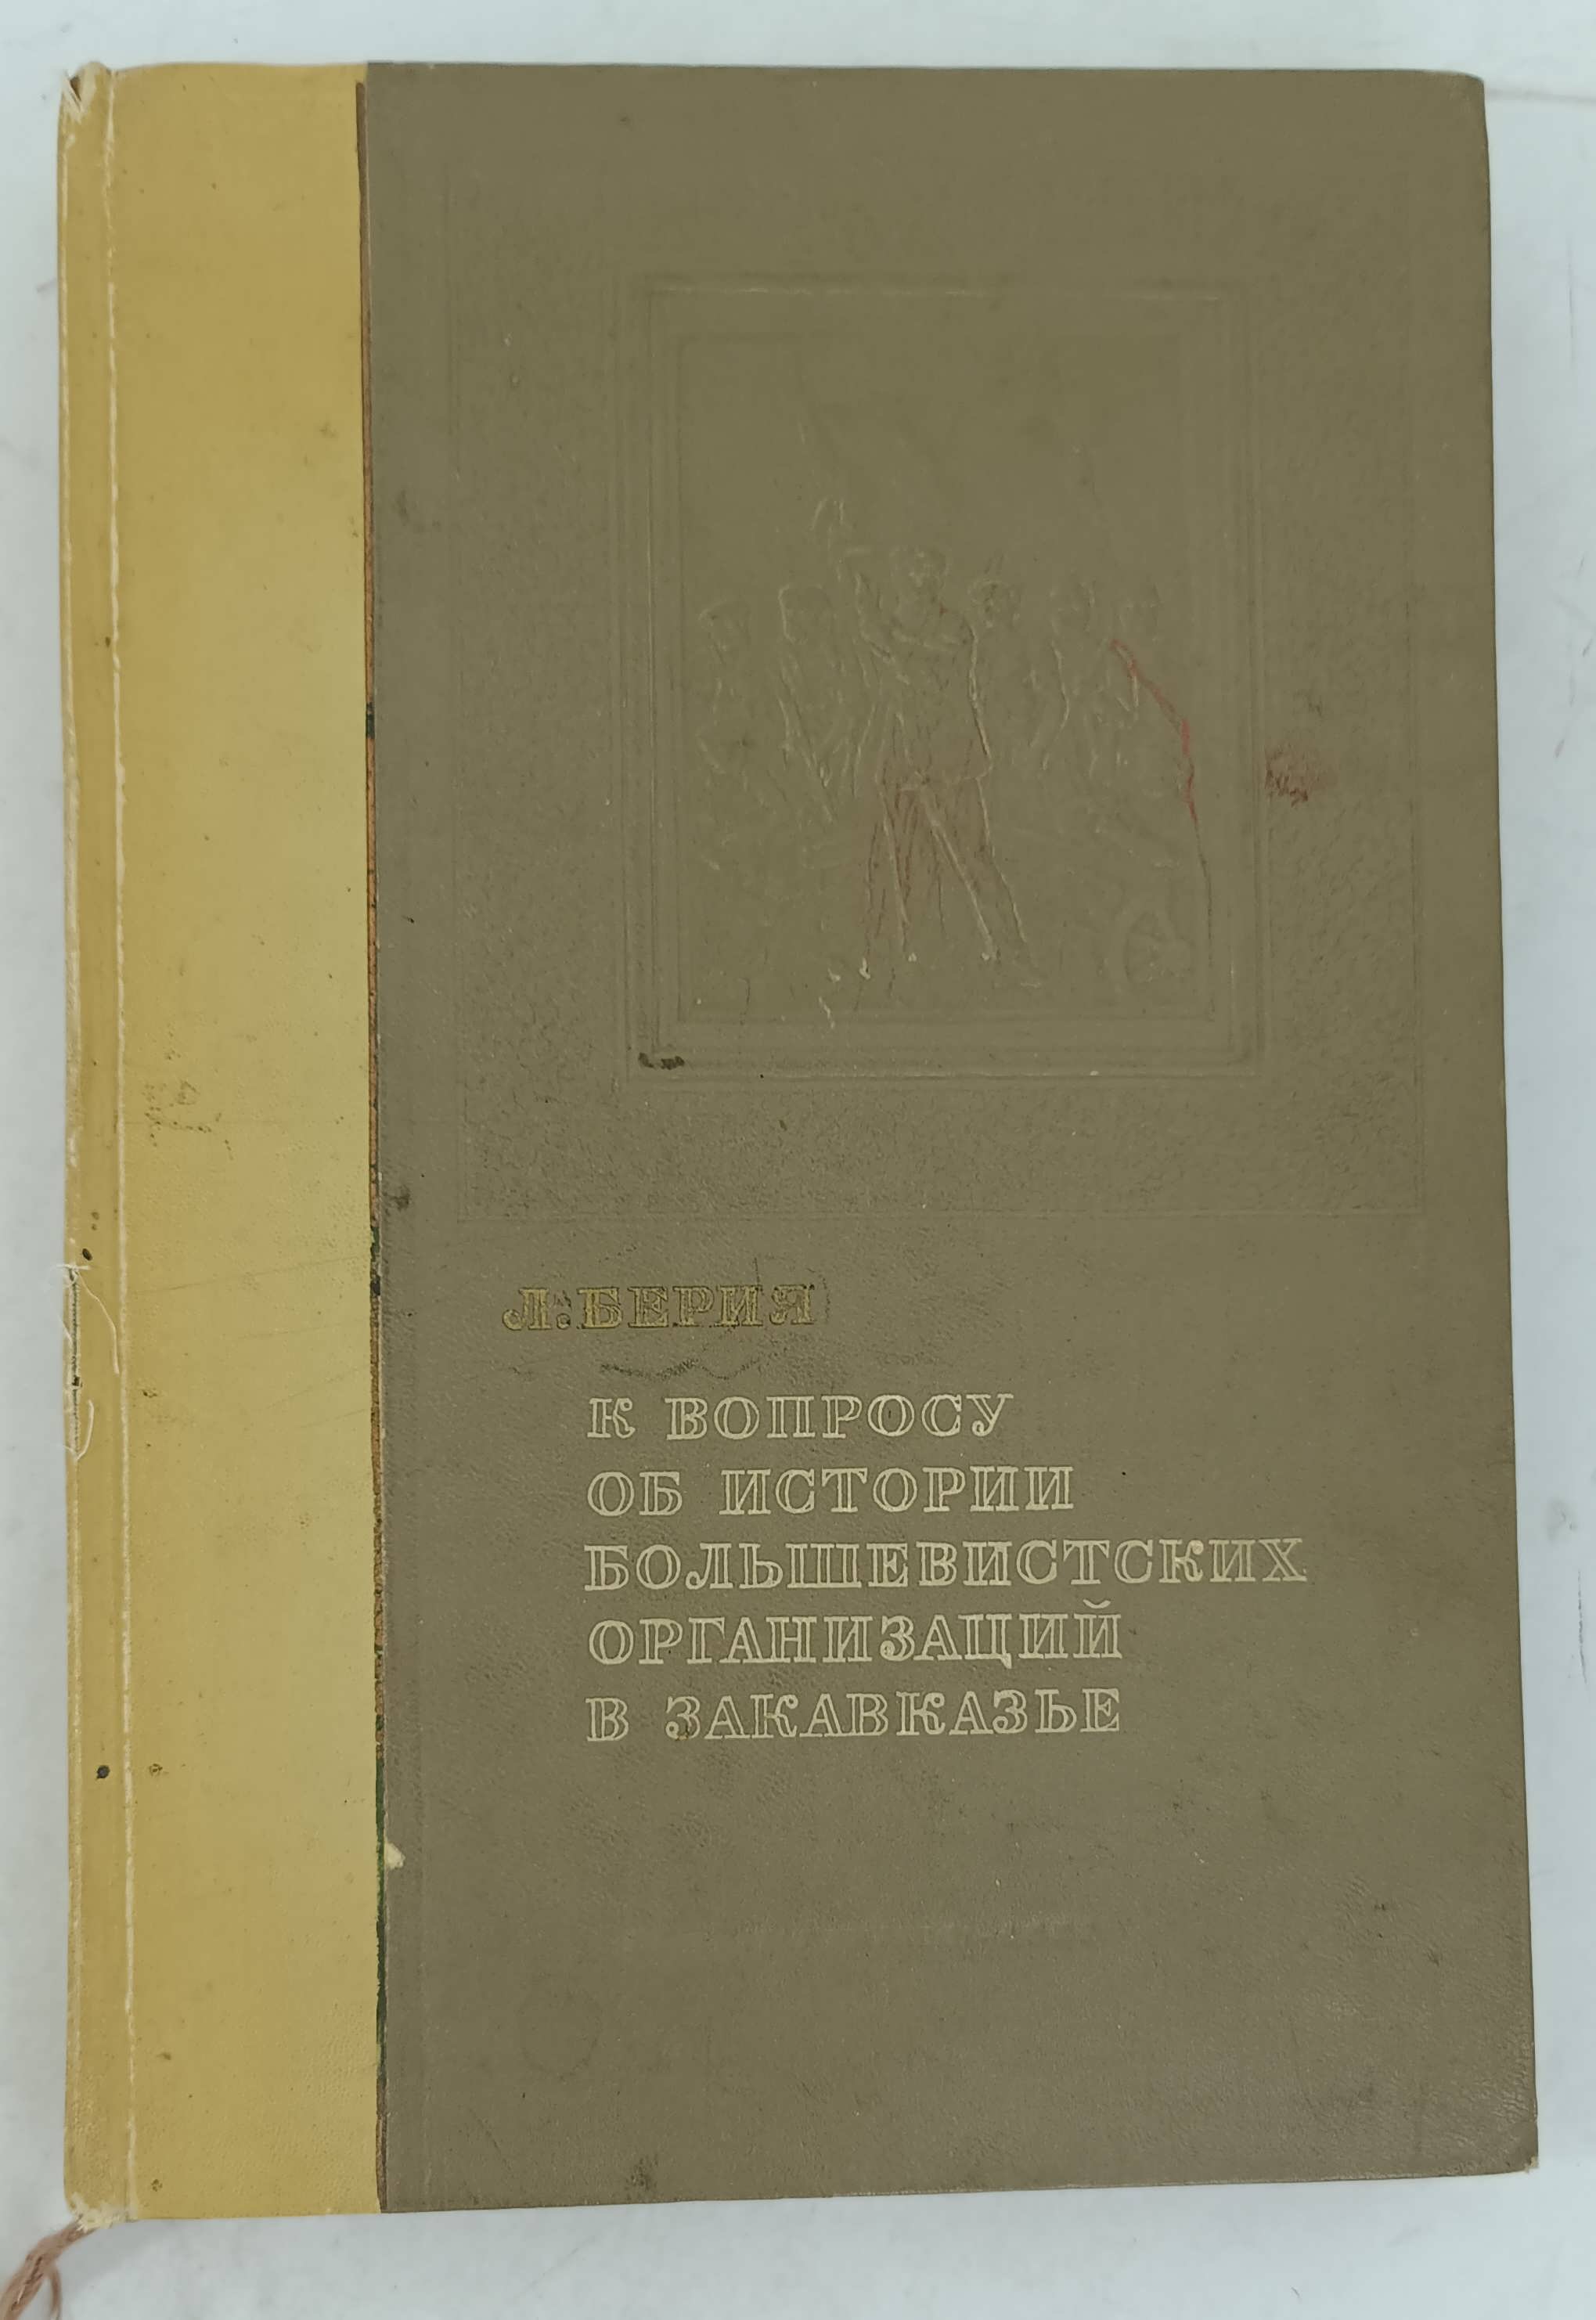 Л. БЕРИЯ
К ВОПРОСУ
ОБ ИСТОРИИ
БОЛЬШЕВИСТСКИХ
ОРГАНИЗАЦИЙ
В ЗАКАВКАЗЬЕ